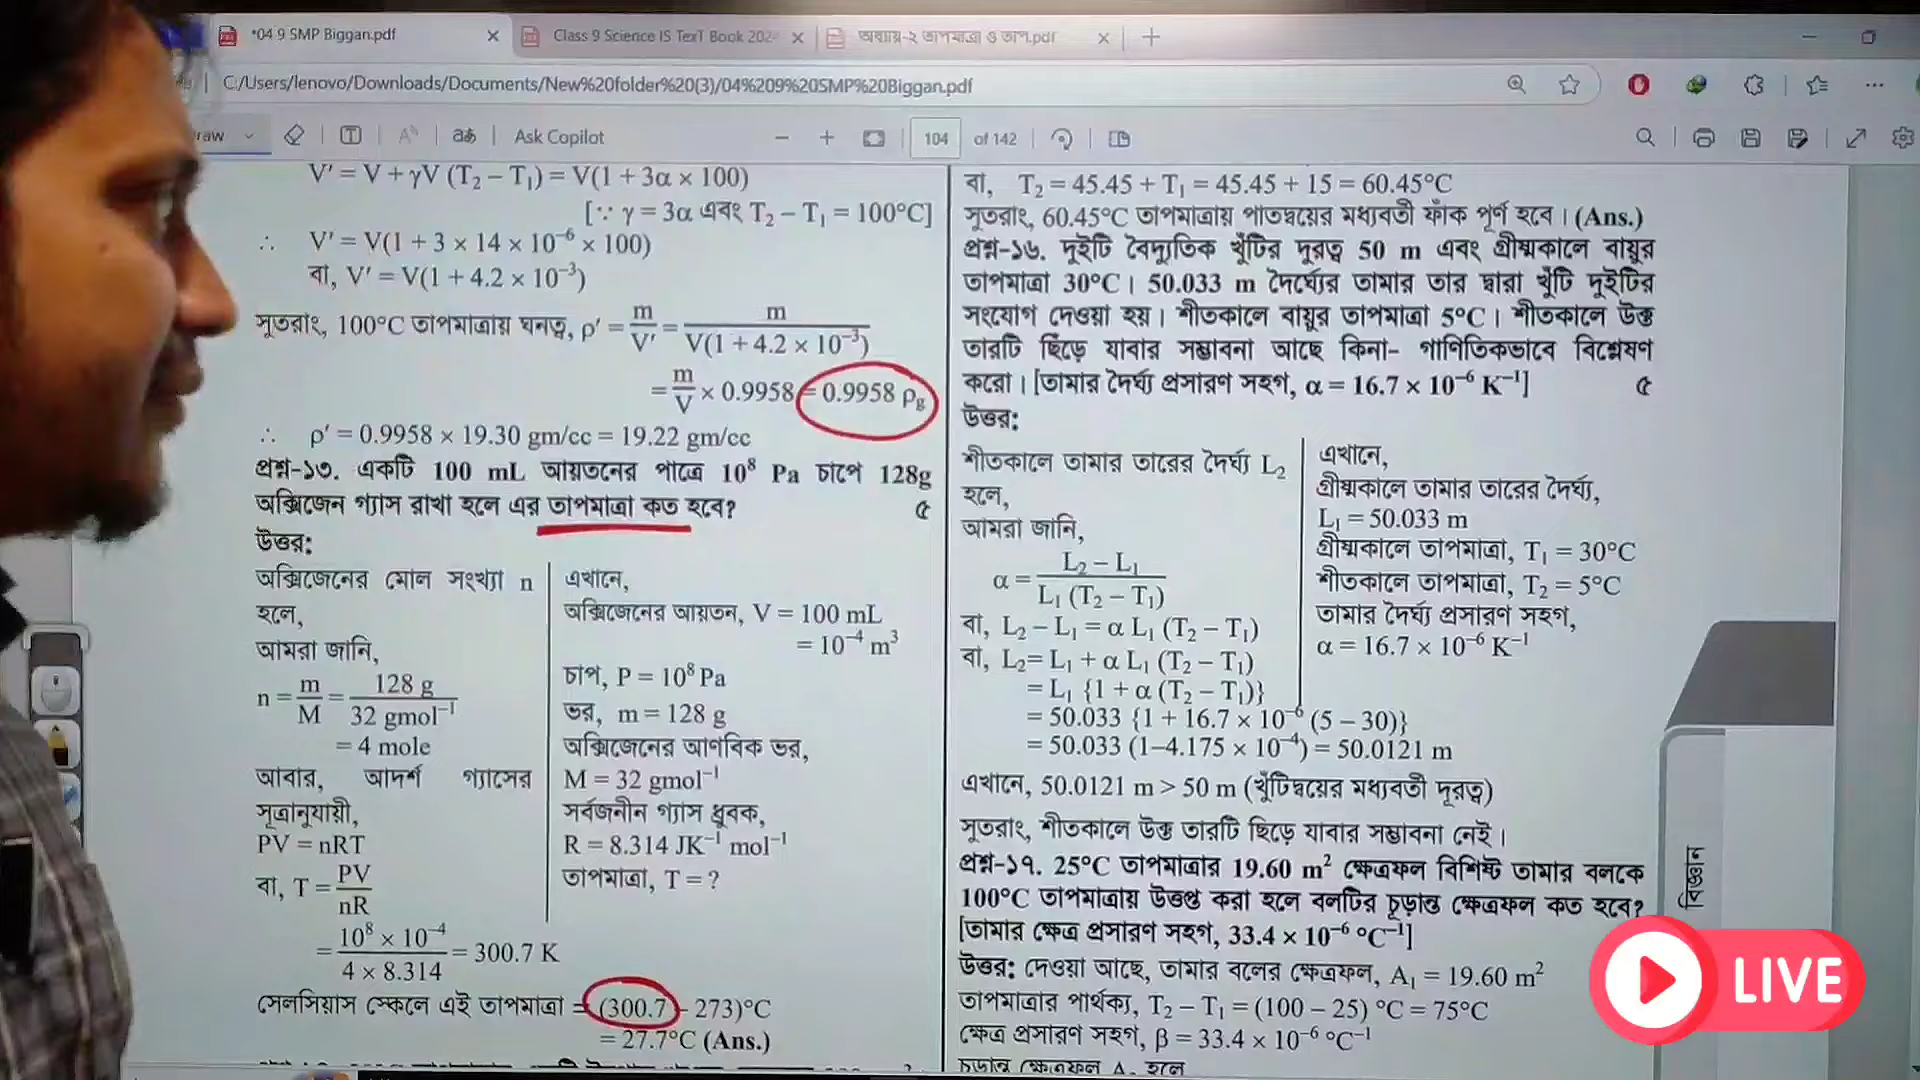 *04 9 SMP Biggan.pdf
Class 9 Science IS TexT Book 202
অধ্যায়-২ তাপমাত্রা ও তাপ.pdf
C:/Users/lenovo/Downloads/Documents/New%20folder%20(3)/04%209%20SMP%20Biggan.pdf
raw
Ask Copilot
104 of 142
V' = V + γV (T₂ – T₁) = V(1 + 3α × 100)
[∵ γ = 3α এবং T₂ – T₁ = 100°C]
∴ V' = V(1 + 3 × 14 × 10⁻⁶ × 100)
বা, V' = V(1 + 4.2 × 10⁻³)
সুতরাং, 100°C তাপমাত্রায় ঘনত্ব, ρ' = m/V' = m/V(1 + 4.2 × 10⁻³)
= m/V × 0.9958 = 0.9958 ρg
∴ ρ' = 0.9958 × 19.30 gm/cc = 19.22 gm/cc
প্রশ্ন-১৩. একটি 100 mL আয়তনের পাত্রে 10⁸ Pa চাপে 128g
অক্সিজেন গ্যাস রাখা হলে এর তাপমাত্রা কত হবে? ৫
উত্তর:
অক্সিজেনের মোল সংখ্যা n
হলে,
আমরা জানি,
n = m/M = 128 g/32 gmol⁻¹
= 4 mole
আবার, আদর্শ গ্যাসের
সূত্রানুযায়ী,
PV = nRT
বা, T = PV/nR
= 10⁸ × 10⁻⁴/4 × 8.314 = 300.7 K
এখানে,
অক্সিজেনের আয়তন, V = 100 mL
= 10⁻⁴ m³
চাপ, P = 10⁸ Pa
ভর, m = 128 g
অক্সিজেনের আণবিক ভর,
M = 32 gmol⁻¹
সর্বজনীন গ্যাস ধ্রুবক,
R = 8.314 JK⁻¹ mol⁻¹
তাপমাত্রা, T = ?
সেলসিয়াস স্কেলে এই তাপমাত্রা = (300.7 – 273)°C
= 27.7°C (Ans.)
বা, T₂ = 45.45 + T₁ = 45.45 + 15 = 60.45°C
সুতরাং, 60.45°C তাপমাত্রায় পাতদ্বয়ের মধ্যবর্তী ফাঁক পূর্ণ হবে। (Ans.)
প্রশ্ন-১৬. দুইটি বৈদ্যুতিক খুঁটির দূরত্ব 50 m এবং গ্রীষ্মকালে বায়ুর
তাপমাত্রা 30°C। 50.033 m দৈর্ঘ্যের তামার তার দ্বারা খুঁটি দুইটির
সংযোগ দেওয়া হয়। শীতকালে বায়ুর তাপমাত্রা 5°C। শীতকালে উক্ত
তারটি ছিঁড়ে যাবার সম্ভাবনা আছে কিনা- গাণিতিকভাবে বিশ্লেষণ
করো। [তামার দৈর্ঘ্য প্রসারণ সহগ, α = 16.7 × 10⁻⁶ K⁻¹] ৫
উত্তর:
শীতকালে তামার তারের দৈর্ঘ্য L₂
হলে,
আমরা জানি,
α = L₂ – L₁/L₁ (T₂ – T₁)
বা, L₂ – L₁ = α L₁ (T₂ – T₁)
বা, L₂= L₁ + α L₁ (T₂ – T₁)
= L₁ {1 + α (T₂ – T₁)}
= 50.033 {1 + 16.7 × 10⁻⁶ (5 – 30)}
= 50.033 (1–4.175 × 10⁻⁴) = 50.0121 m
এখানে,
গ্রীষ্মকালে তামার তারের দৈর্ঘ্য,
L₁ = 50.033 m
গ্রীষ্মকালে তাপমাত্রা, T₁ = 30°C
শীতকালে তাপমাত্রা, T₂ = 5°C
তামার দৈর্ঘ্য প্রসারণ সহগ,
α = 16.7 × 10⁻⁶ K⁻¹
এখানে, 50.0121 m > 50 m (খুঁটিদ্বয়ের মধ্যবর্তী দূরত্ব)
সুতরাং, শীতকালে উক্ত তারটি ছিঁড়ে যাবার সম্ভাবনা নেই।
প্রশ্ন-১৭. 25°C তাপমাত্রার 19.60 m² ক্ষেত্রফল বিশিষ্ট তামার বলকে
100°C তাপমাত্রায় উত্তপ্ত করা হলে বলটির চূড়ান্ত ক্ষেত্রফল কত হবে?
[তামার ক্ষেত্র প্রসারণ সহগ, 33.4 × 10⁻⁶ °C⁻¹]
উত্তর: দেওয়া আছে, তামার বলের ক্ষেত্রফল, A₁ = 19.60 m²
তাপমাত্রার পার্থক্য, T₂ – T₁ = (100 – 25) °C = 75°C
ক্ষেত্র প্রসারণ সহগ, β = 33.4 × 10⁻⁶ °C⁻¹
চূড়ান্ত ক্ষেত্রফল A হলে
বিজ্ঞান
LIVE